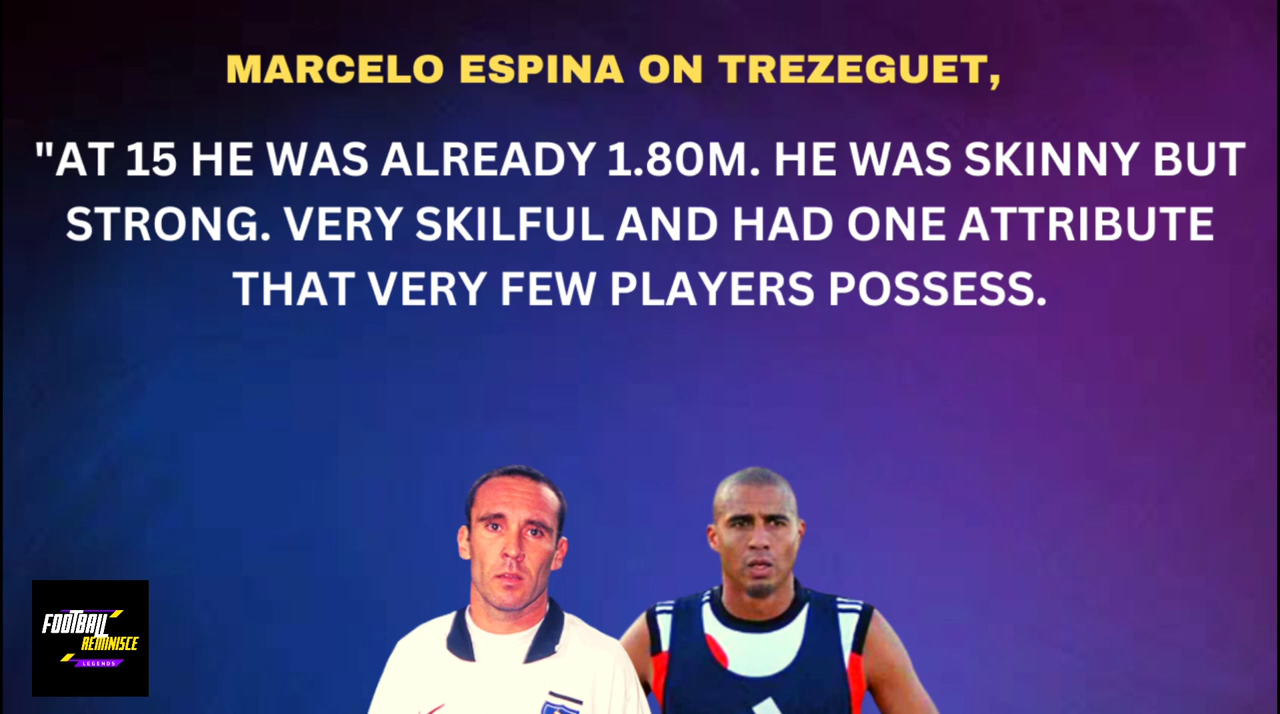 MARCELO ESPINA ON TREZEGUET,
"AT 15 HE WAS ALREADY 1.80M. HE WAS SKINNY BUT
STRONG. VERY SKILFUL AND HAD ONE ATTRIBUTE
THAT VERY FEW PLAYERS POSSESS.
FOOTBALL
REMINISCE
LEGENDS